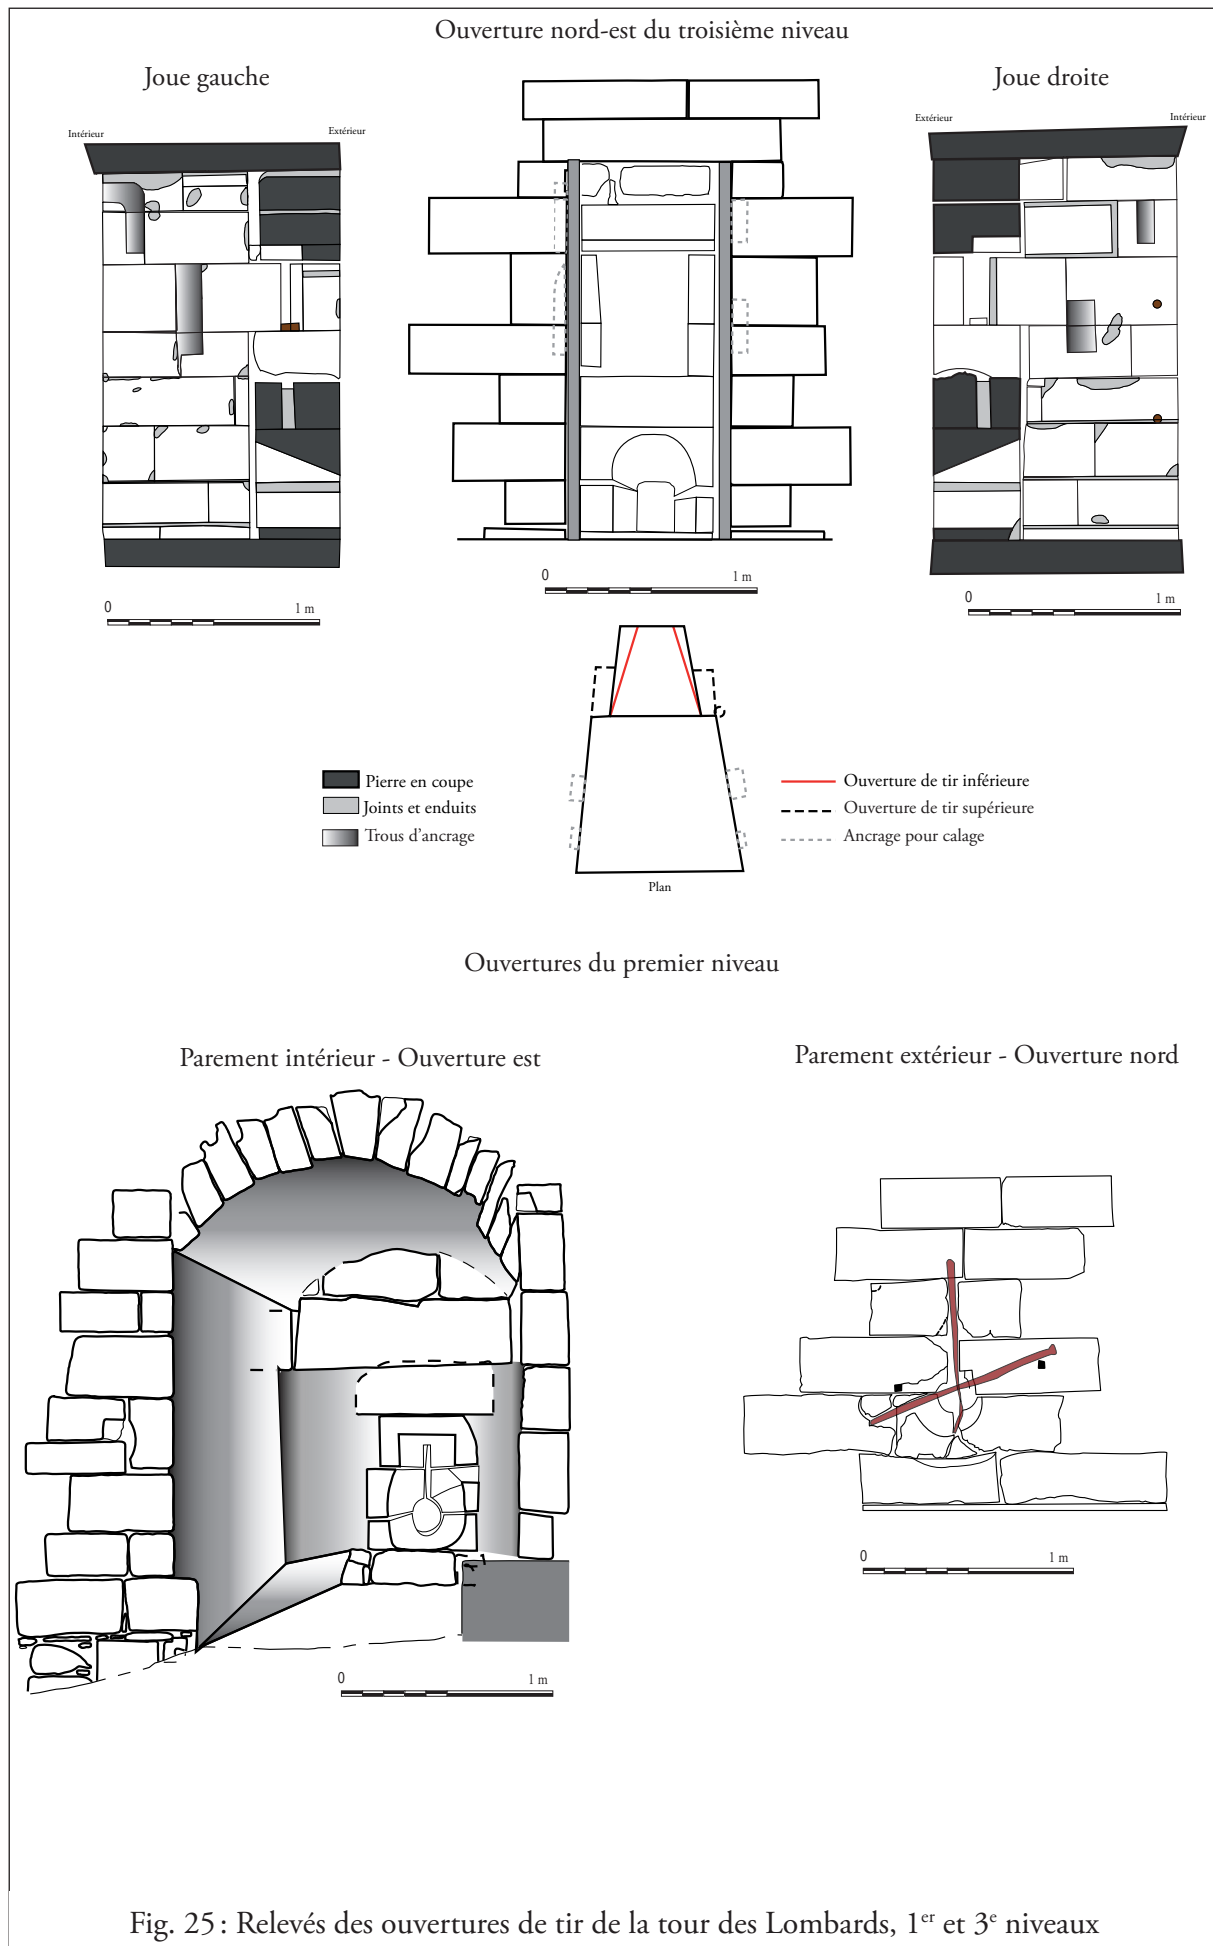 Ouverture nord-est du troisième niveau
Joue gauche
Joue droite
Intérieur
Extérieur
Extérieur
Intérieur
0 1 m
0 1 m
0 1 m
Pierre en coupe
Joints et enduits
Trous d'ancrage
Ouverture de tir inférieure
Ouverture de tir supérieure
Ancrage pour calage
Plan
Ouvertures du premier niveau
Parement intérieur - Ouverture est
Parement extérieur - Ouverture nord
0 1 m
0 1 m
Fig. 25 : Relevés des ouvertures de tir de la tour des Lombards, 1er et 3e niveaux